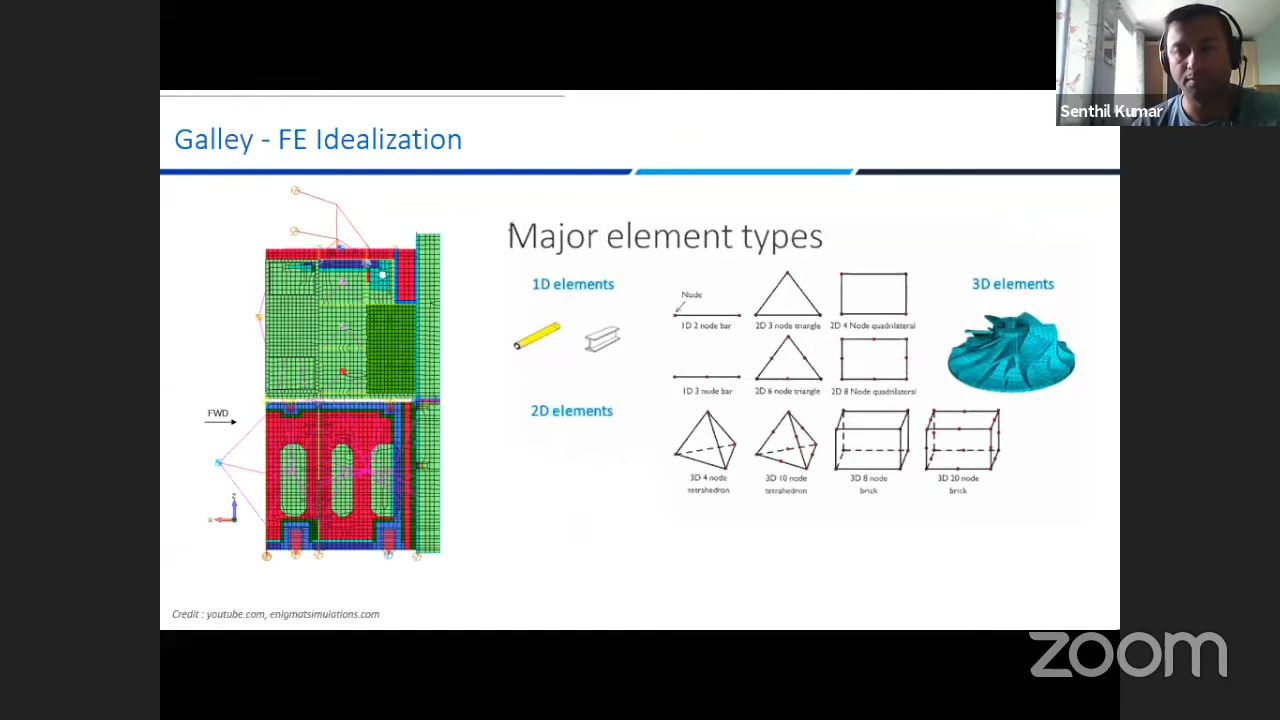 Senthil Kumar
Galley - FE Idealization
Major element types
1D elements
3D elements
Node
1D 2 node bar
2D 3 node triangle
2D 4 Node quadrilateral
1D 3 node bar
2D 6 node triangle
2D 8 Node quadrilateral
2D elements
FWD
3D 4 node
tetrahedron
3D 10 node
tetrahedron
3D 8 node
brick
3D 20 node
brick
Z
X
Credit : youtube.com, enigmatsimulations.com
zoom